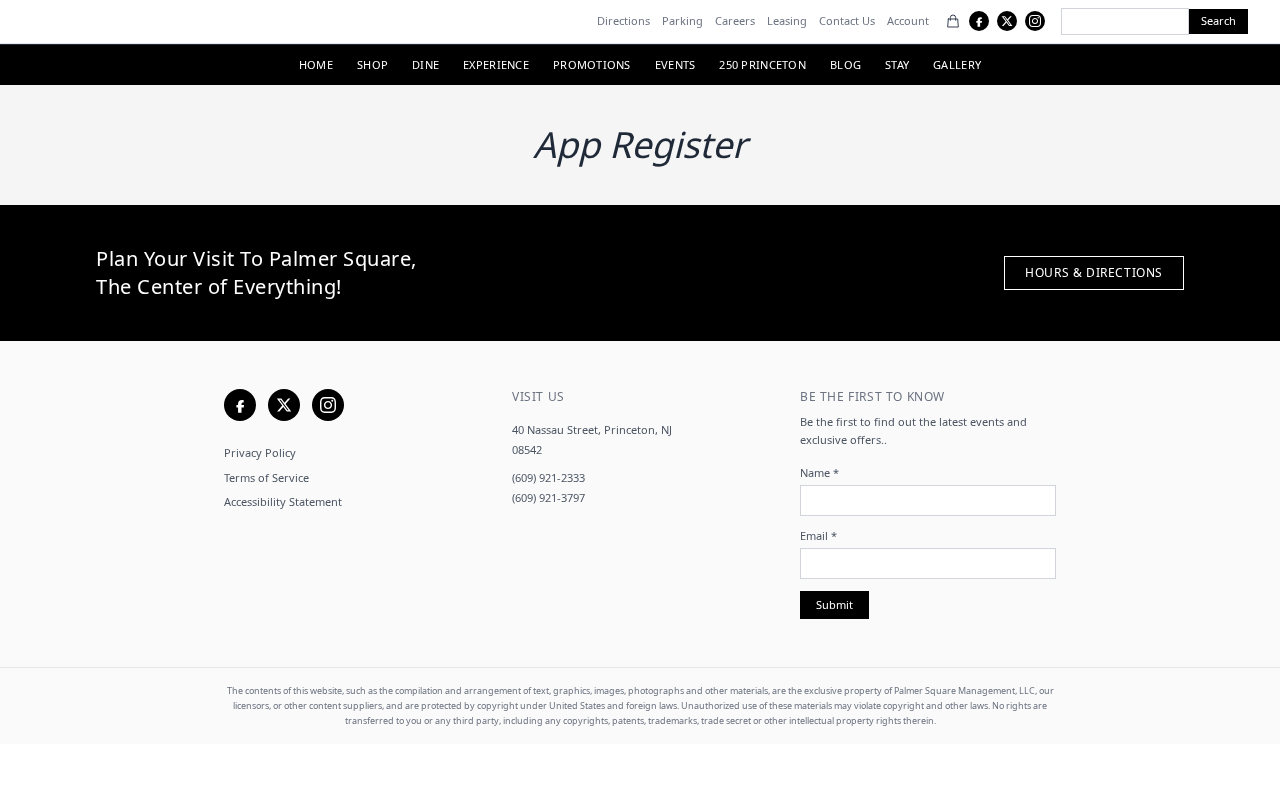 Directions Parking Careers Leasing Contact Us Account Search
HOME SHOP DINE EXPERIENCE PROMOTIONS EVENTS 250 PRINCETON BLOG STAY GALLERY
App Register
Plan Your Visit To Palmer Square,
The Center of Everything!
HOURS & DIRECTIONS
Privacy Policy
Terms of Service
Accessibility Statement
VISIT US
40 Nassau Street, Princeton, NJ
08542
(609) 921-2333
(609) 921-3797
BE THE FIRST TO KNOW
Be the first to find out the latest events and
exclusive offers..
Name *
Email *
Submit
The contents of this website, such as the compilation and arrangement of text, graphics, images, photographs and other materials, are the exclusive property of Palmer Square Management, LLC, our
licensors, or other content suppliers, and are protected by copyright under United States and foreign laws. Unauthorized use of these materials may violate copyright and other laws. No rights are
transferred to you or any third party, including any copyrights, patents, trademarks, trade secret or other intellectual property rights therein.